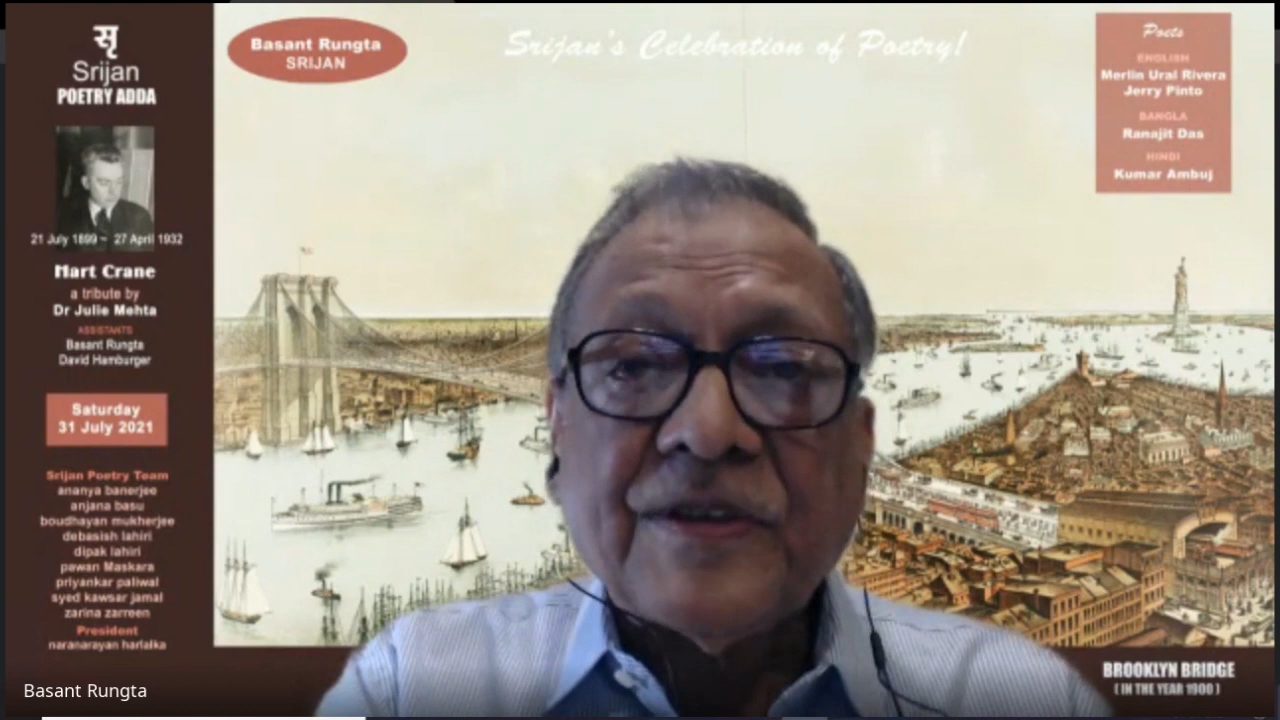 सृ
Srijan
POETRY ADDA
21 July 1899 ~ 27 April 1932
Hart Crane
a tribute by
Dr Julie Mehta
ASSISTANTS
Basant Rungta
David Hamburger
Saturday
31 July 2021
Srijan Poetry Team
ananya banerjee
anjana basu
boudhayan mukherjee
debasish lahiri
dipak lahiri
pawan Maskara
priyankar paliwal
syed kawsar jamal
zarina zarreen
President
naranarayan harlalka
Basant Rungta
SRIJAN
Srijan's Celebration of Poetry!
Poets
ENGLISH
Merlin Ural Rivera
Jerry Pinto
BANGLA
Ranajit Das
HINDI
Kumar Ambuj
BROOKLYN BRIDGE
[ IN THE YEAR 1900 ]
Basant Rungta